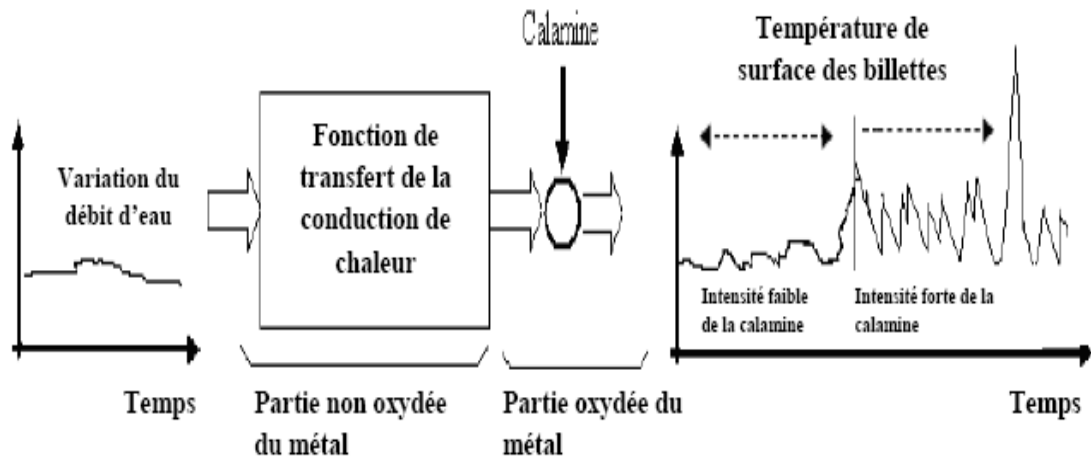 Calamine
Température de
surface des billettes
Variation du
débit d'eau
Fonction de
transfert de la
conduction de
chaleur
Intensité faible
de la calamine
Intensité forte de la
calamine
Temps
Partie non oxydée
du métal
Partie oxydée du
métal
Temps